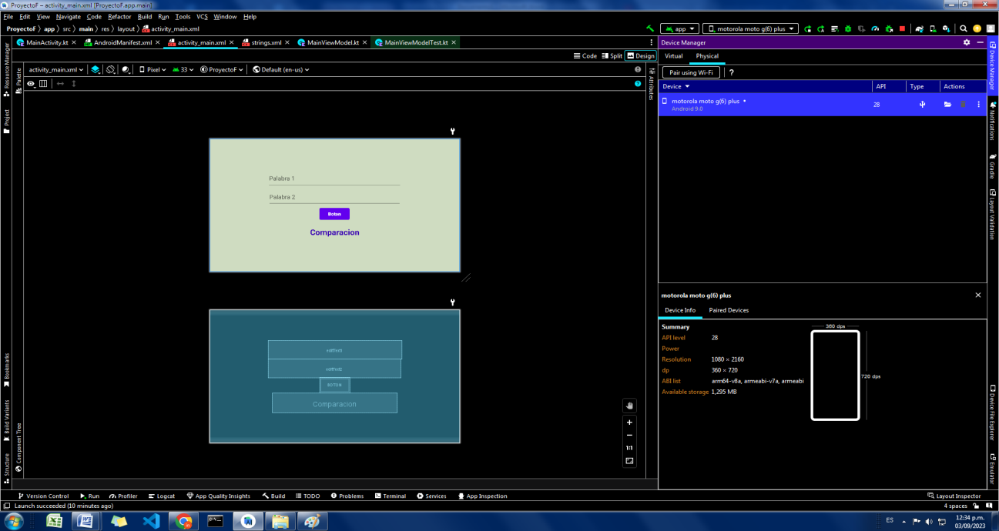 ProyectoF – activity_main.xml [ProyectoF.app.main]
File Edit View Navigate Code Refactor Build Run Tools VCS Window Help
ProyectoF app src main res layout activity_main.xml
app motorola moto g(6) plus
MainActivity.kt AndroidManifest.xml activity_main.xml strings.xml MainViewModel.kt MainViewModelTest.kt
Code Split Design
activity_main.xml Pixel 33 ProyectoF Default (en-us)
Resource Manager
Project
Bookmarks
Build Variants
Structure
Palette
Component Tree
Attributes
Palabra 1
Palabra 2
Boton
Comparacion
editText1
editText2
BOTON
Comparacion
1:1
Device Manager
Virtual Physical
Pair using Wi-Fi ?
Device API Type Actions
motorola moto g(6) plus 28
Android 9.0
motorola moto g(6) plus
Device Info Paired Devices
Summary
API level 28
Power
Resolution 1080 × 2160
dp 360 × 720
ABI list arm64-v8a, armeabi-v7a, armeabi
Available storage 1,295 MB
360 dps
720 dps
Device Manager
Notifications
Gradle
Layout Validation
Device File Explorer
Emulator
Version Control Run Profiler Logcat App Quality Insights Build TODO Problems Terminal Services App Inspection Layout Inspector
Launch succeeded (10 minutes ago) 4 spaces
ES 12:34 p.m.
03/09/2023